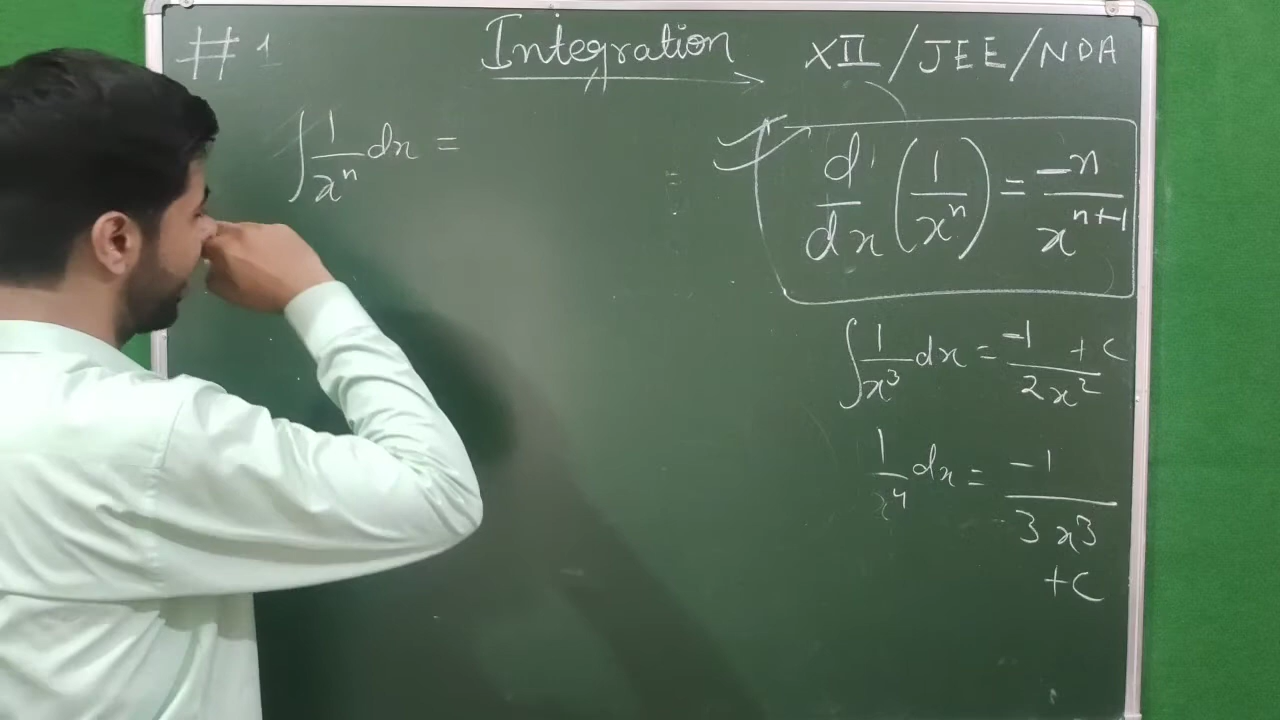 # 1 Integration XII / JEE / NDA
∫ 1/xⁿ dx =
d/dx (1/xⁿ) = -n/xⁿ⁺¹
∫ 1/x³ dx = -1/2x² + c
1/x⁴ dx = -1/3x³
+c